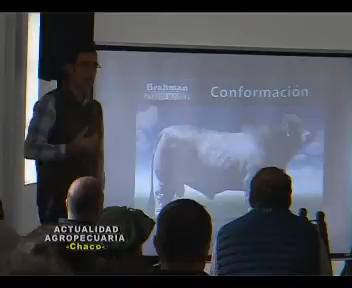 Brahman
Conformación
ACTUALIDAD
AGROPECUARIA
-Chaco-